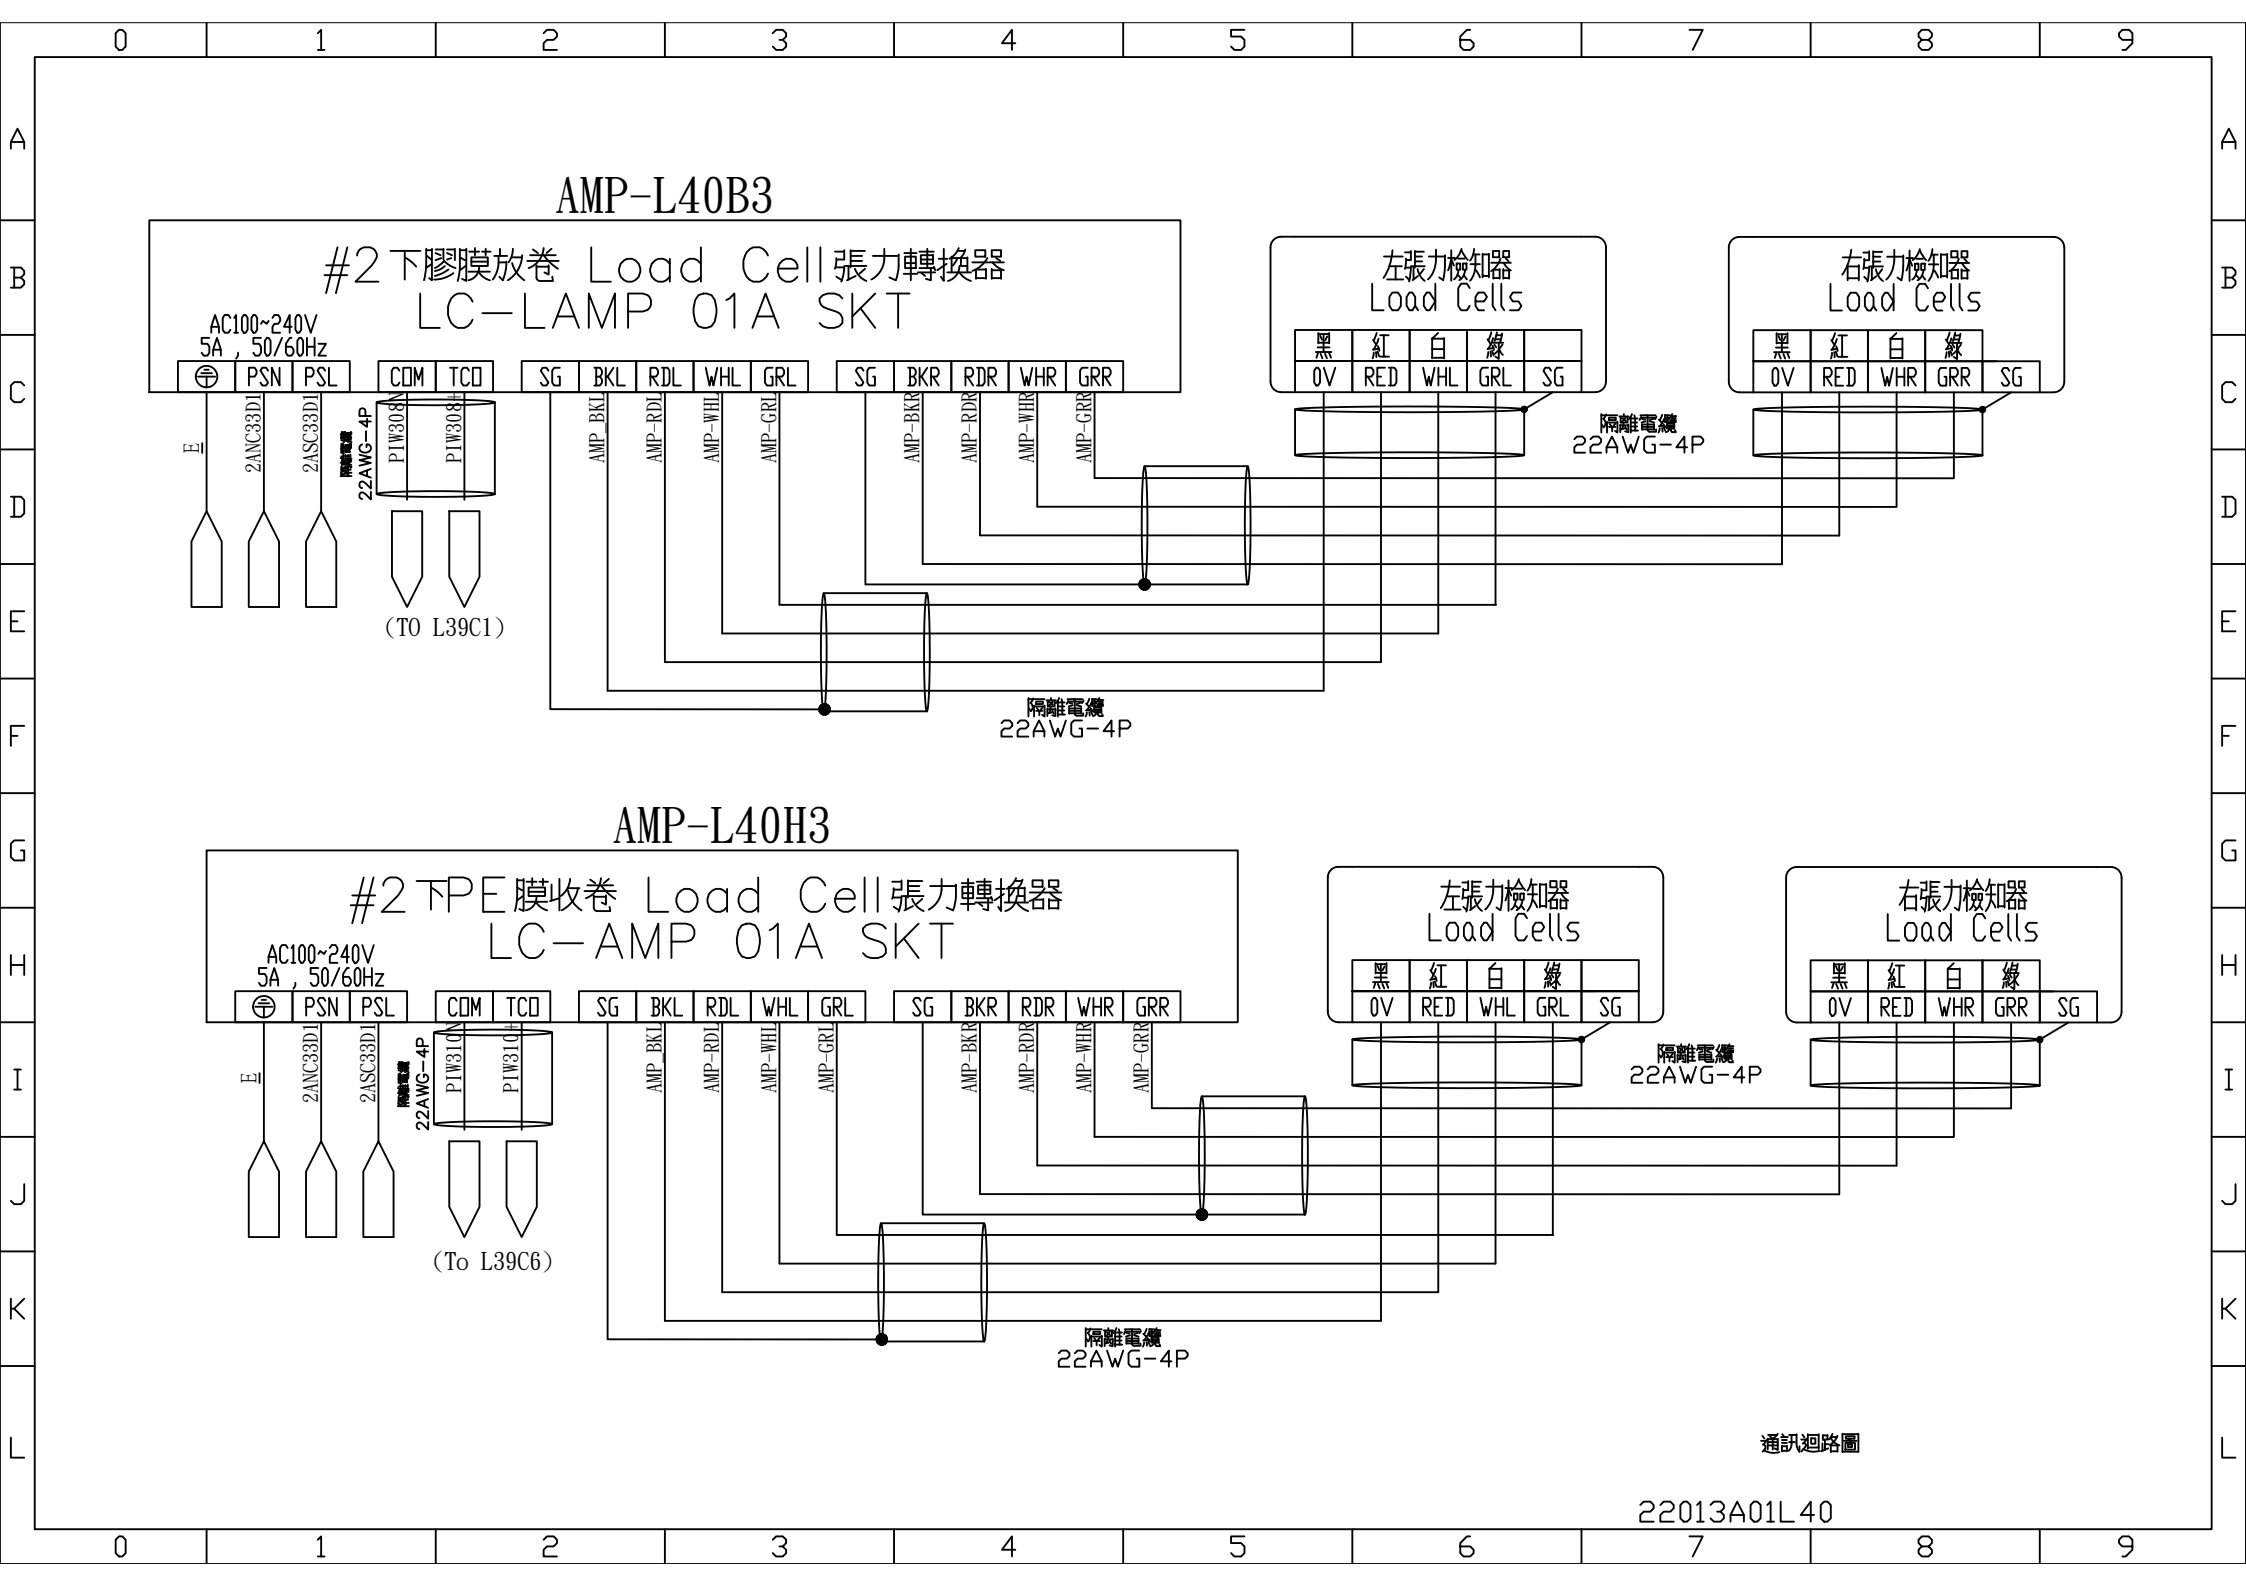 0 1 2 3 4 5 6 7 8 9
A A
AMP-L40B3
B B
#2下膠膜放卷 Load Cell張力轉換器
LC-LAMP 01A SKT
AC100~240V
5A , 50/60Hz
PSN PSL COM TCO SG BKL RDL WHL GRL SG BKR RDR WHR GRR
左張力檢知器
Load Cells
黑 紅 白 綠
0V RED WHL GRL SG
右張力檢知器
Load Cells
黑 紅 白 綠
0V RED WHR GRR SG
C C
E
2ANC33D1
2ASC33D1
隔離電纜
22AWG-4P
PIW308N
PIW308+
AMP_BKL
AMP-RDL
AMP-WHL
AMP-GRL
AMP-BKR
AMP-RDR
AMP-WHR
AMP-GRR
隔離電纜
22AWG-4P
D D
(TO L39C1)
E E
隔離電纜
22AWG-4P
F F
AMP-L40H3
G G
#2下PE膜收卷 Load Cell張力轉換器
LC-AMP 01A SKT
AC100~240V
5A , 50/60Hz
PSN PSL COM TCO SG BKL RDL WHL GRL SG BKR RDR WHR GRR
左張力檢知器
Load Cells
黑 紅 白 綠
0V RED WHL GRL SG
右張力檢知器
Load Cells
黑 紅 白 綠
0V RED WHR GRR SG
H H
E
2ANC33D1
2ASC33D1
隔離電纜
22AWG-4P
PIW310N
PIW310+
AMP_BKL
AMP-RDL
AMP-WHL
AMP-GRL
AMP-BKR
AMP-RDR
AMP-WHR
AMP-GRR
隔離電纜
22AWG-4P
I I
J J
(To L39C6)
K K
隔離電纜
22AWG-4P
L L
通訊迴路圖
22013A01L40
0 1 2 3 4 5 6 7 8 9